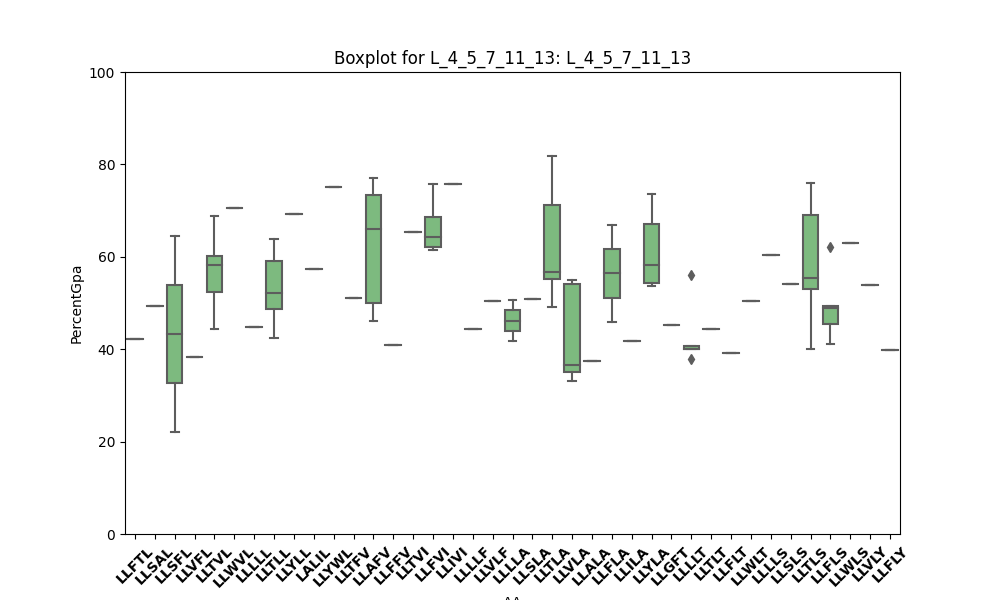 Boxplot for L_4_5_7_11_13: L_4_5_7_11_13
PercentGpa
100
80
60
40
20
0
LLFTL
LLSAL
LLSFL
LLVFL
LLTVL
LLWVL
LLLLL
LLTLL
LLYLL
LALIL
LLYWL
LLTFV
LLAFV
LLFFV
LLTVI
LLFVI
LLIVI
LLLLF
LLVLF
LLLLA
LLSLA
LLTLA
LLVLA
LLALA
LLFLA
LLILA
LLYLA
LLGFT
LLLLT
LLTLT
LLFLT
LLWLT
LLLLS
LLSLS
LLTLS
LLFLS
LLWLS
LLVLY
LLFLY